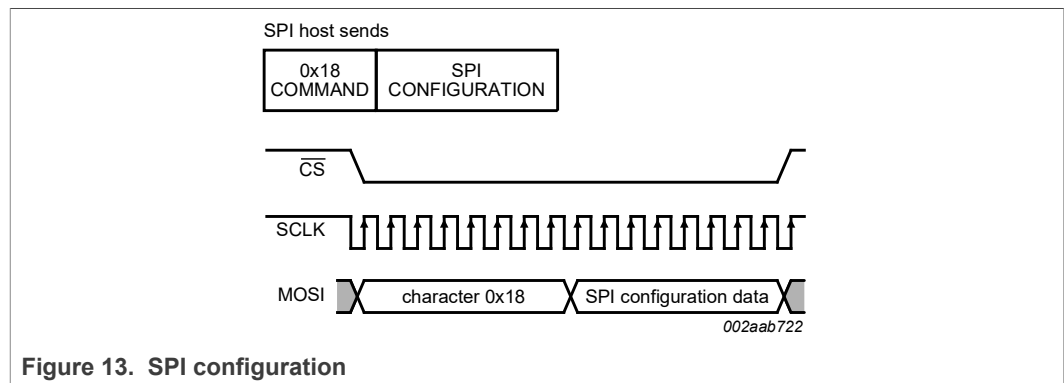 SPI host sends
0x18
COMMAND
SPI
CONFIGURATION
CS
SCLK
MOSI
character 0x18
SPI configuration data
002aab722
Figure 13. SPI configuration